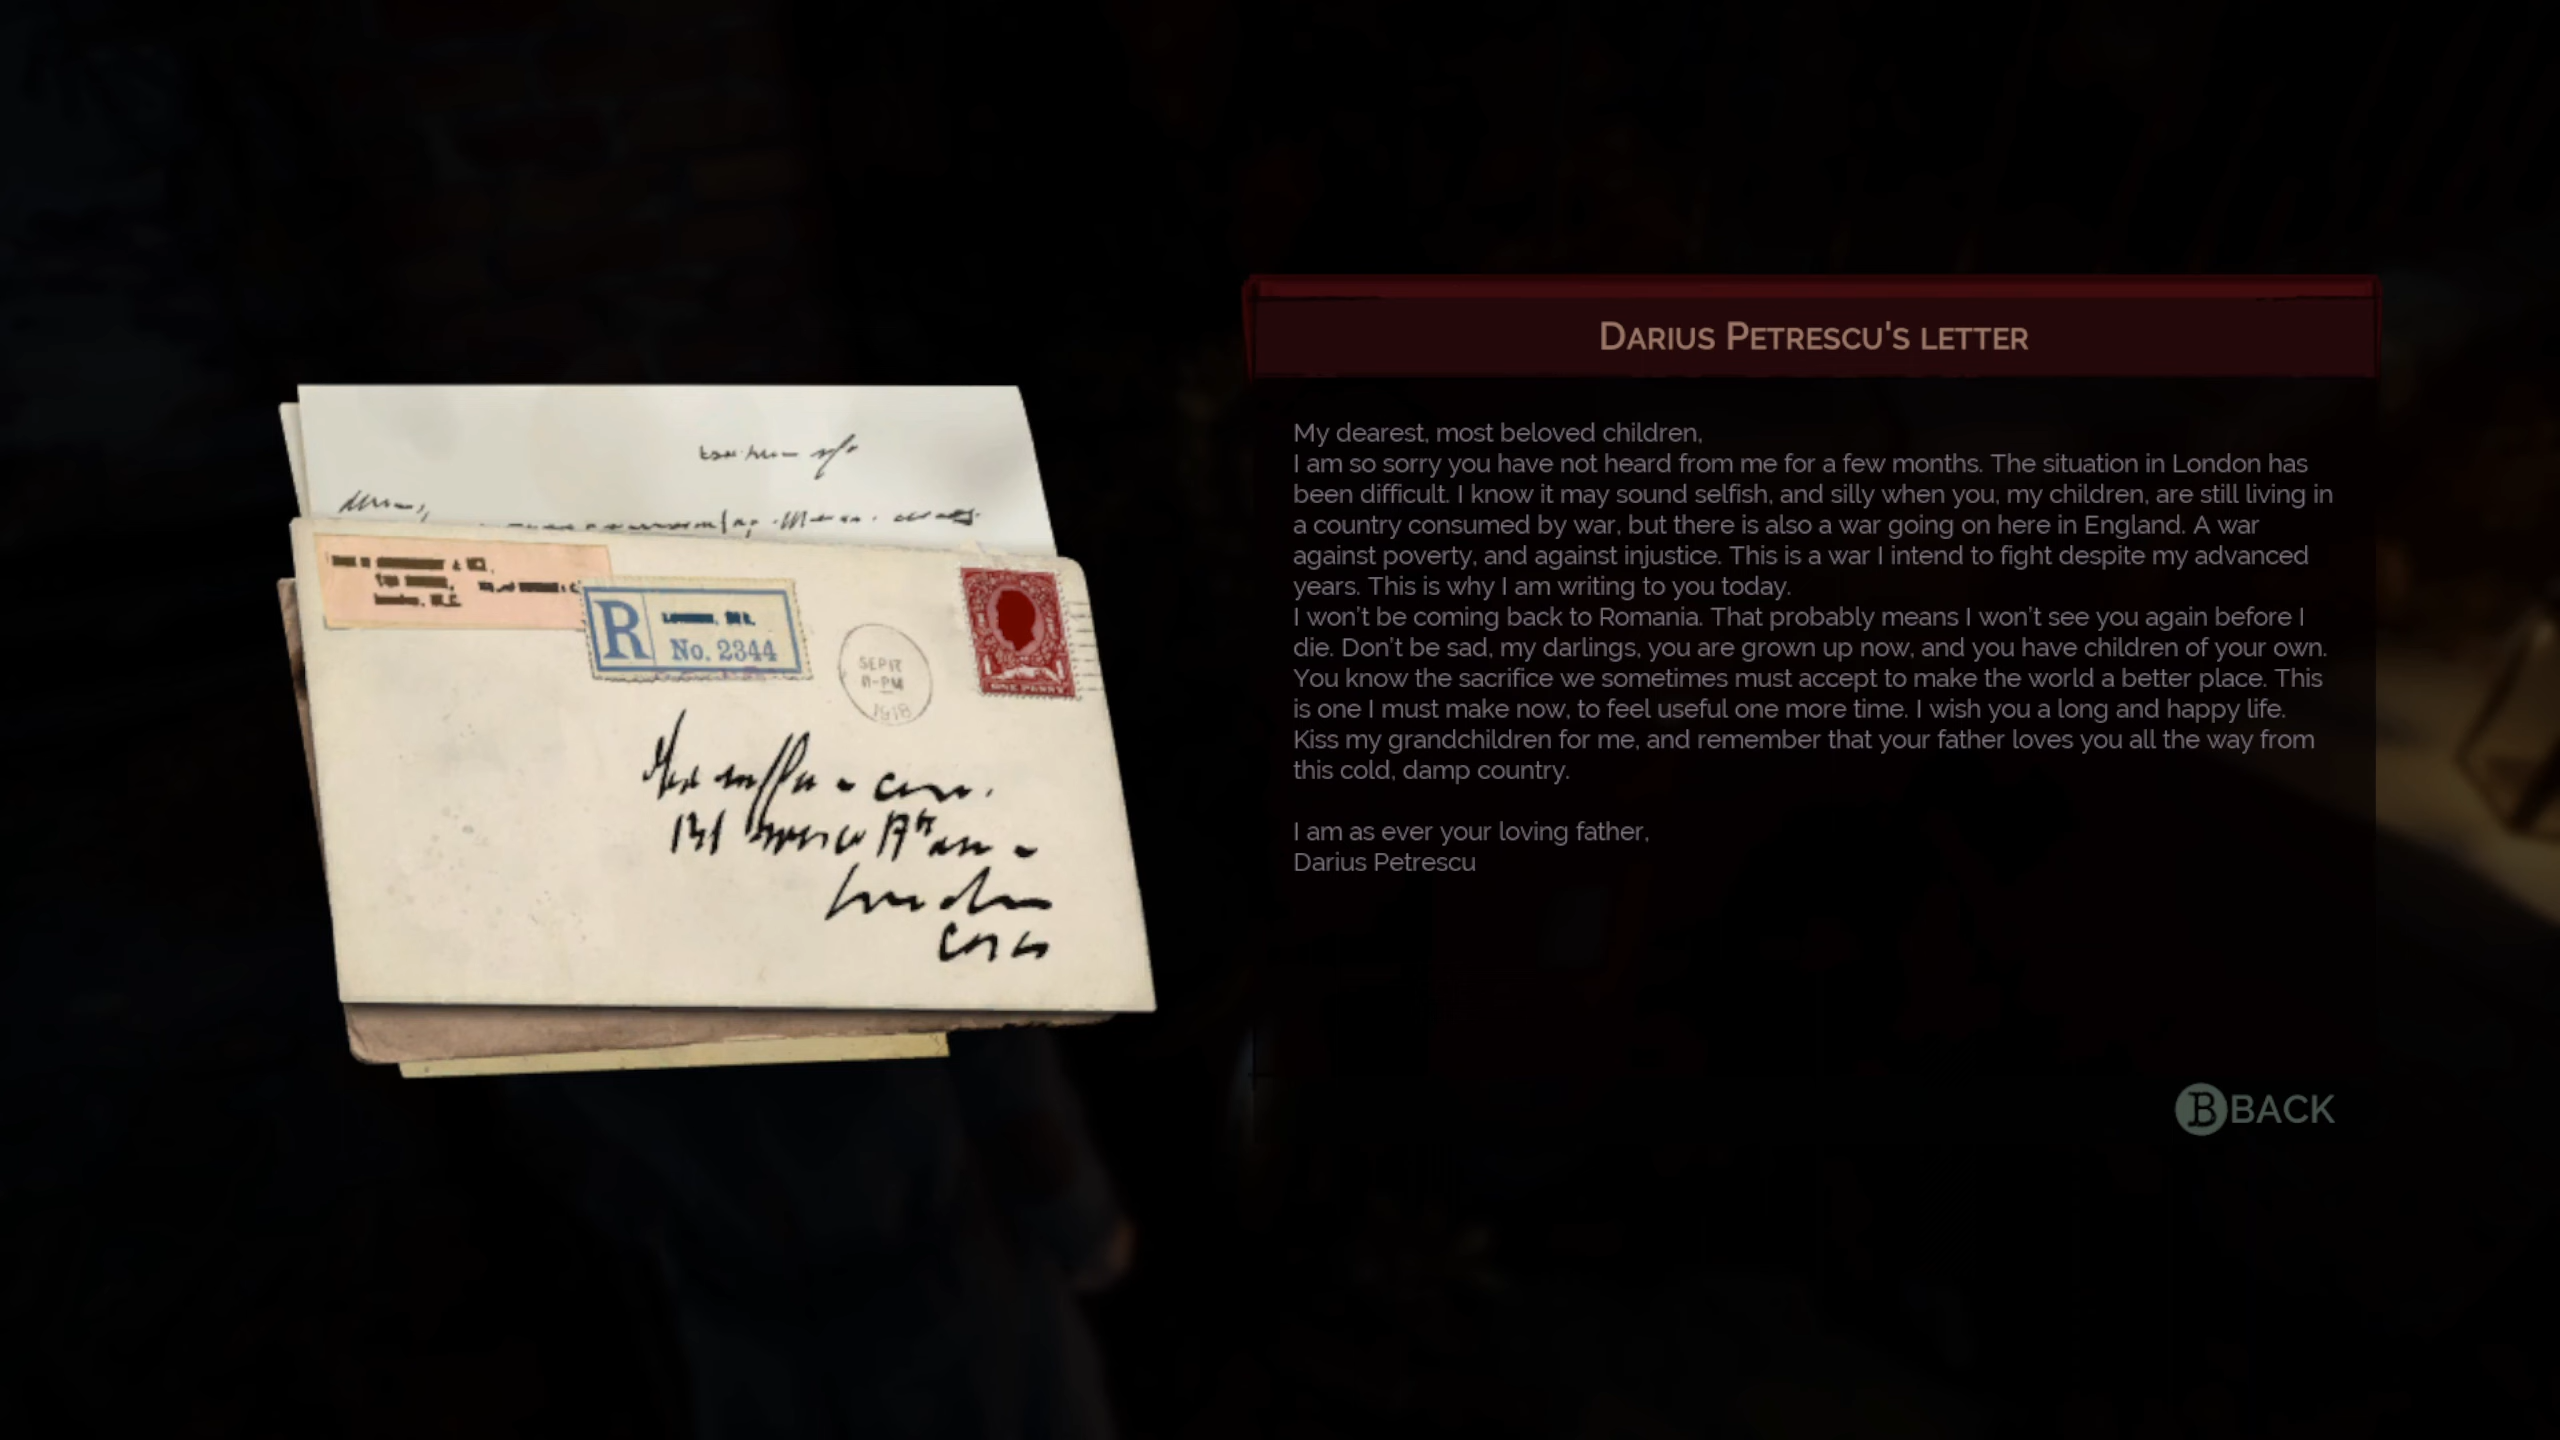 R
No. 2344
SEP 17
11-PM
1918
ONE PENNY
DARIUS PETRESCU'S LETTER
My dearest, most beloved children,
I am so sorry you have not heard from me for a few months. The situation in London has
been difficult. I know it may sound selfish, and silly when you, my children, are still living in
a country consumed by war, but there is also a war going on here in England. A war
against poverty, and against injustice. This is a war I intend to fight despite my advanced
years. This is why I am writing to you today.
I won't be coming back to Romania. That probably means I won't see you again before I
die. Don't be sad, my darlings, you are grown up now, and you have children of your own.
You know the sacrifice we sometimes must accept to make the world a better place. This
is one I must make now, to feel useful one more time. I wish you a long and happy life.
Kiss my grandchildren for me, and remember that your father loves you all the way from
this cold, damp country.
I am as ever your loving father,
Darius Petrescu
B BACK